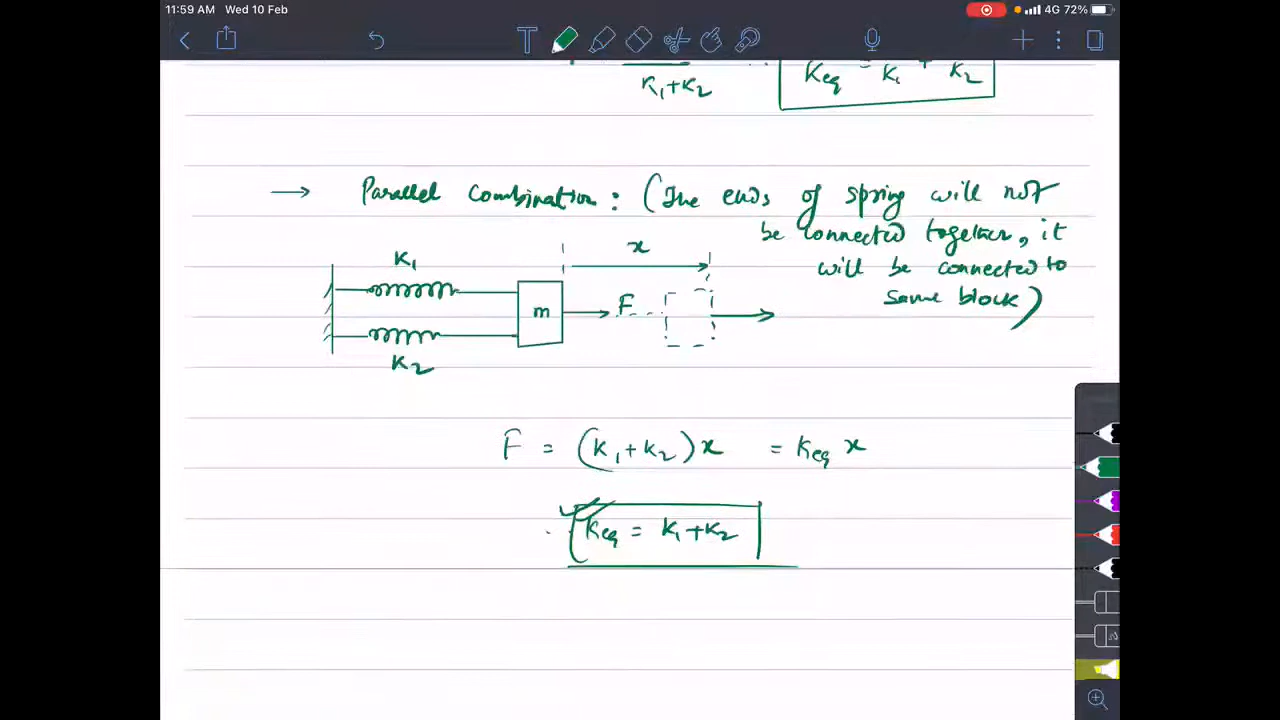 11:59 AM Wed 10 Feb
4G 72%
T
K1+K2
Keq = K1 + K2
→ Parallel Combination : (The ends of spring will not
be connected together, it
will be connected to
same block)
K1
x
m
F
K2
F = (K1+K2)x = Keq x
Keq = K1+K2